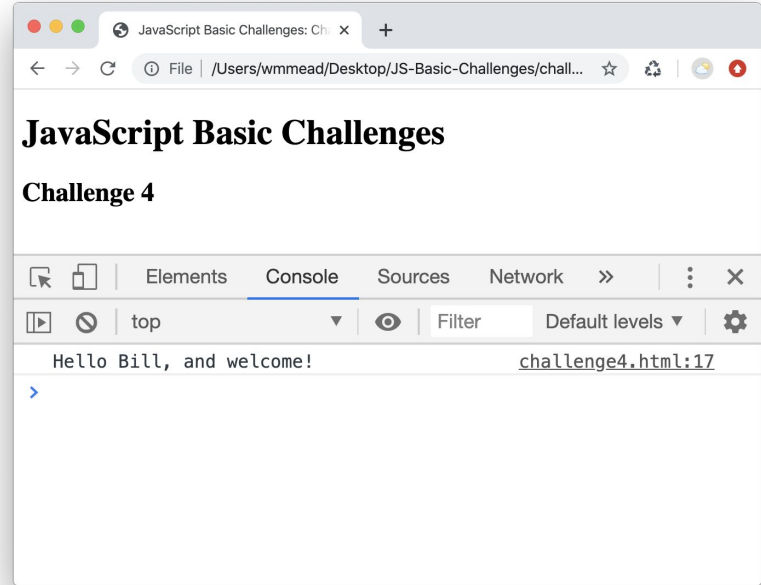 JavaScript Basic Challenges: Ch
File | /Users/wmmead/Desktop/JS-Basic-Challenges/chall...
JavaScript Basic Challenges
Challenge 4
Elements Console Sources Network »
top Filter Default levels ▼
Hello Bill, and welcome! challenge4.html:17
>